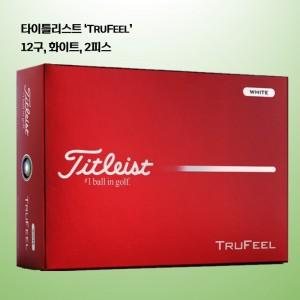 타이틀리스트 ‘TRUFEEL’
12구, 화이트, 2피스
WHITE
Titleist
#1 ball in golf.
TRUFEEL